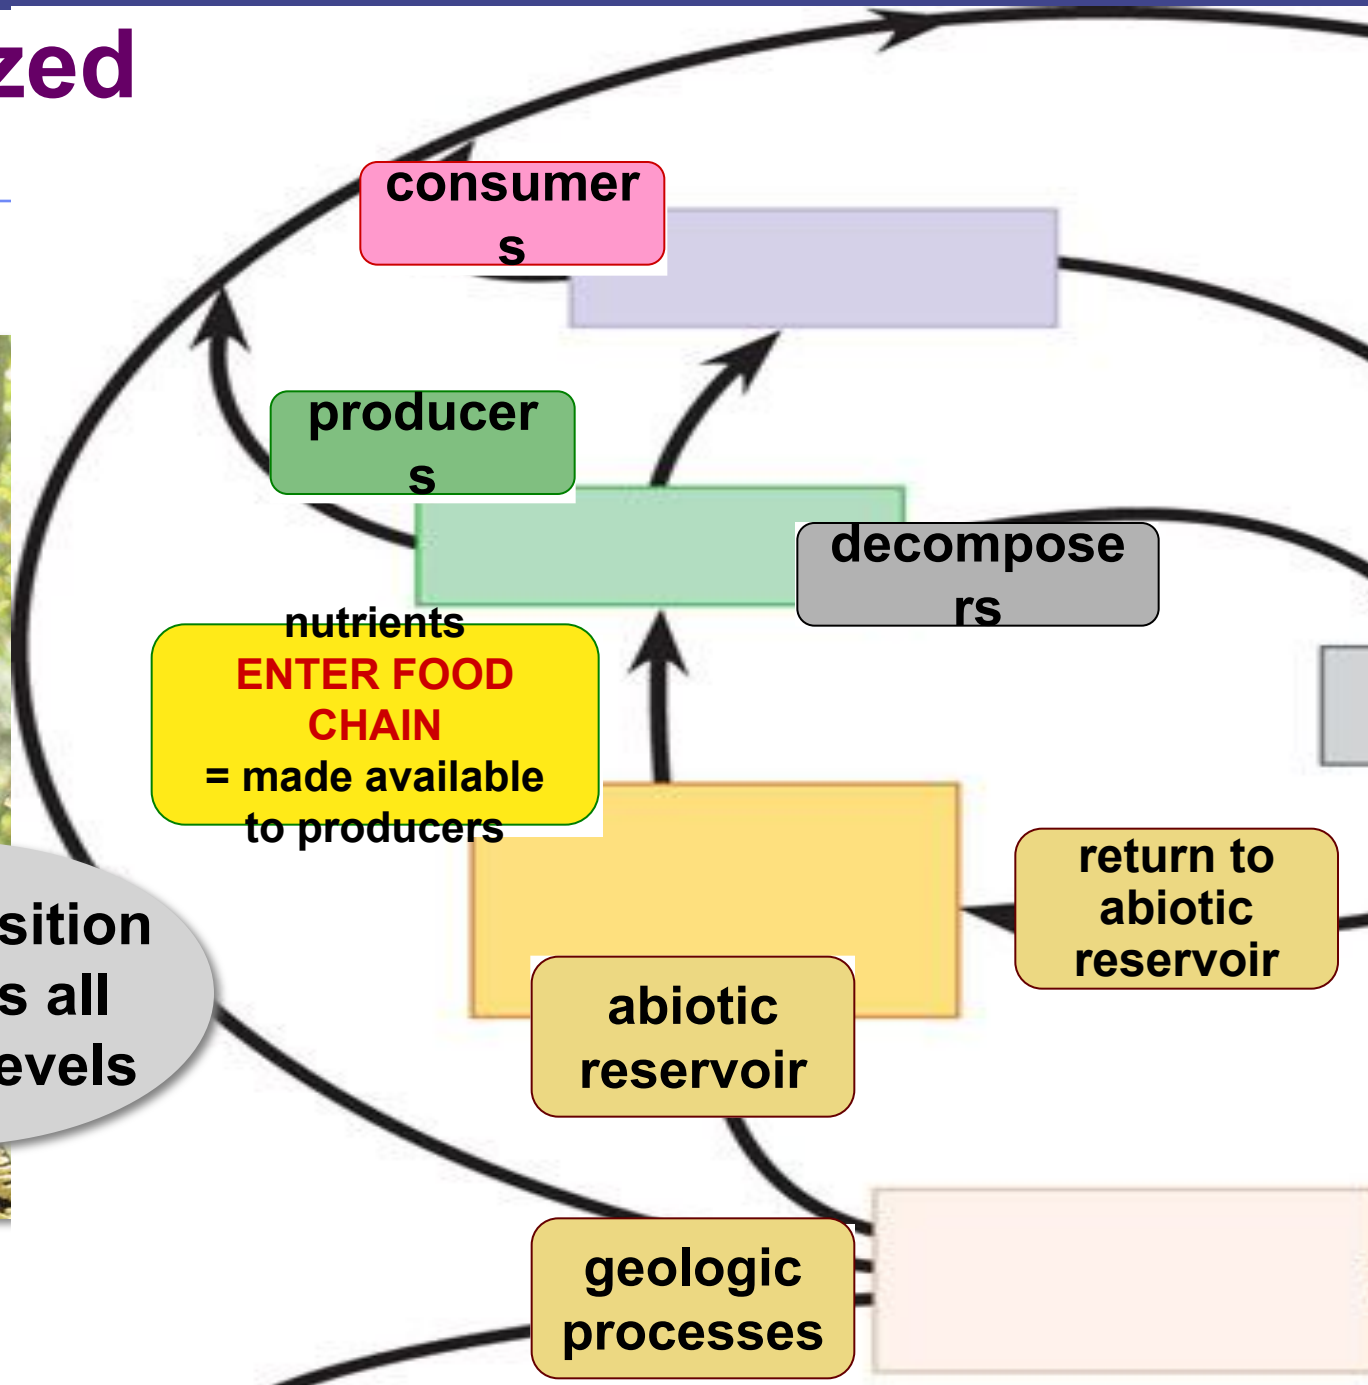 zed
consumer
s
producer
s
decompose
rs
nutrients
ENTER FOOD
CHAIN
= made available
to producers
return to
abiotic
reservoir
sition
s all
evels
abiotic
reservoir
geologic
processes